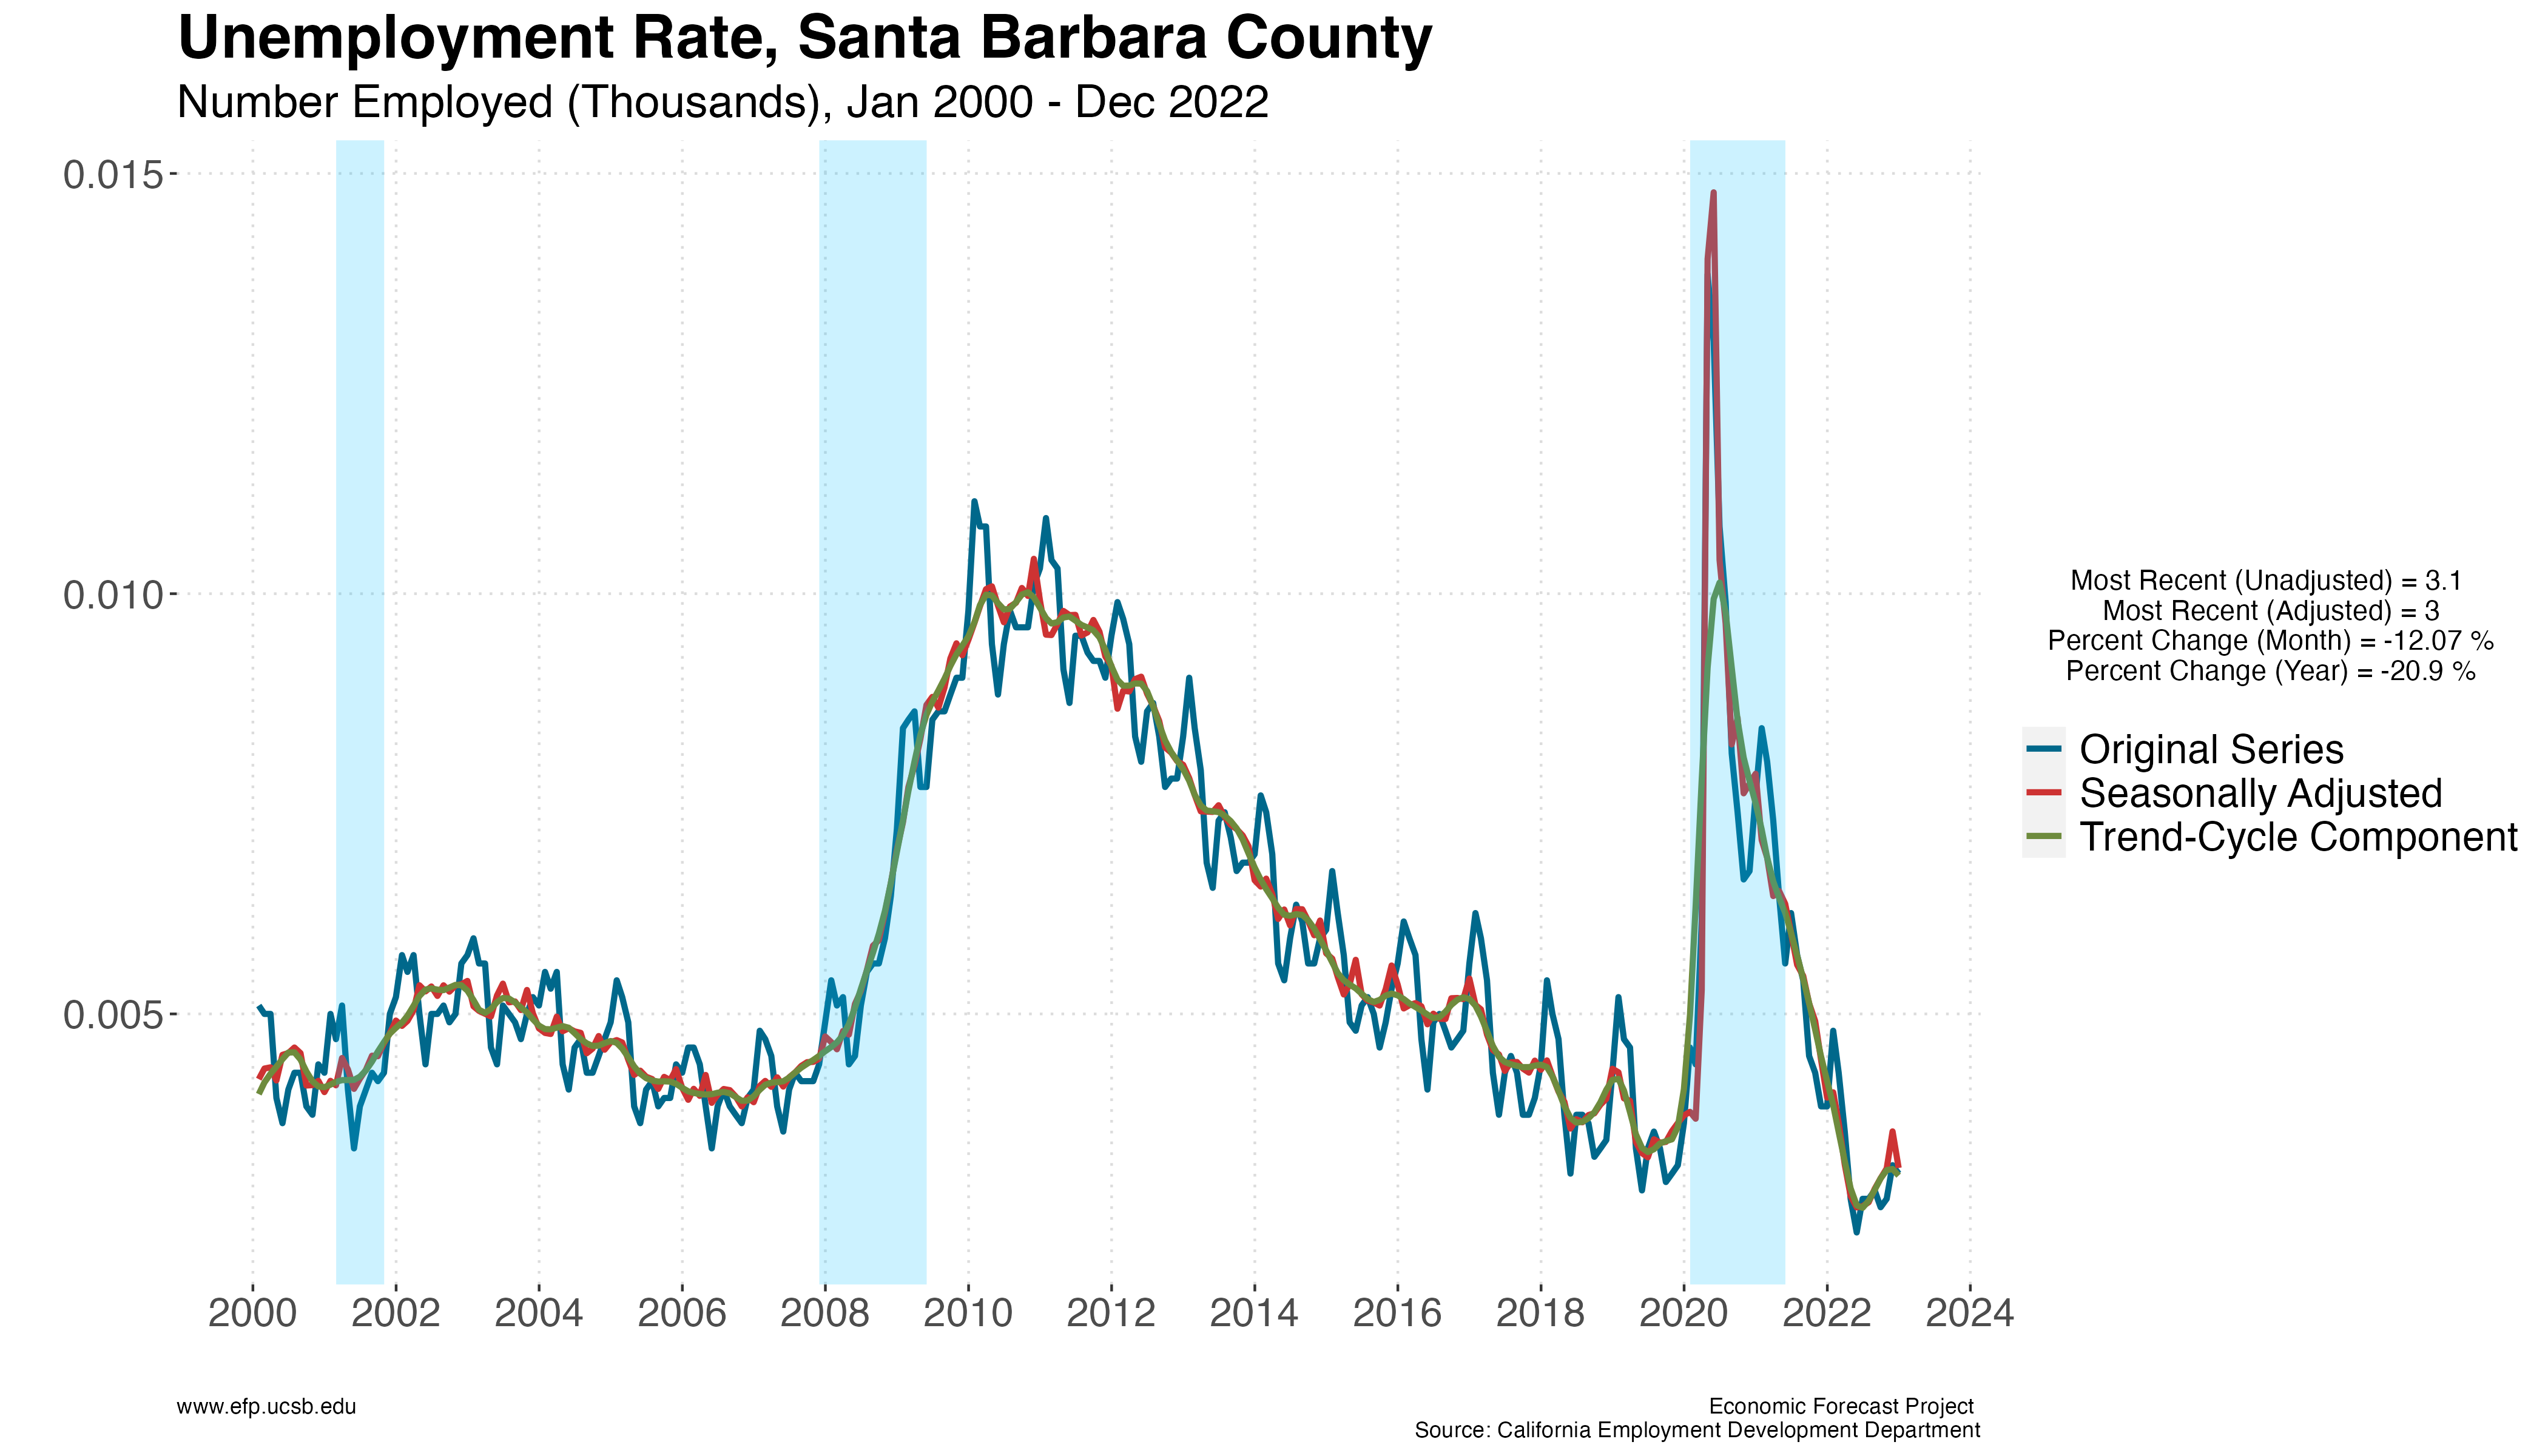 Unemployment Rate, Santa Barbara County
Number Employed (Thousands), Jan 2000 - Dec 2022
0.015
0.010
0.005
2000 2002 2004 2006 2008 2010 2012 2014 2016 2018 2020 2022 2024
Most Recent (Unadjusted) = 3.1
Most Recent (Adjusted) = 3
Percent Change (Month) = -12.07 %
Percent Change (Year) = -20.9 %
Original Series
Seasonally Adjusted
Trend-Cycle Component
www.efp.ucsb.edu
Economic Forecast Project
Source: California Employment Development Department